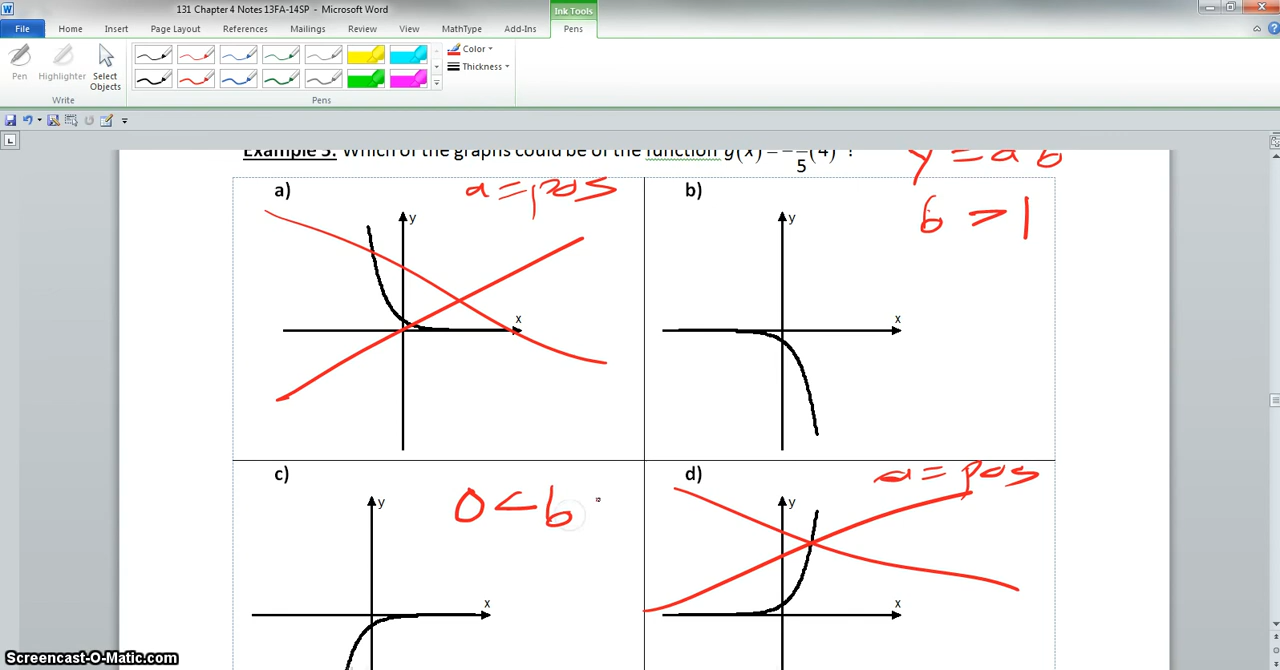 131 Chapter 4 Notes 13FA-14SP - Microsoft Word
Ink Tools
File Home Insert Page Layout References Mailings Review View MathType Add-Ins Pens
Pen
Highlighter
Select Objects
Color
Thickness
Write
Pens
Example 5: Which of the graphs could be of the function g(x) = - 5 (4) ?
y = a b
a) a = pos
b)
b > 1
y
y
x
x
c)
d) a = pos
0 < b
y
y
x
x
Screencast-O-Matic.com